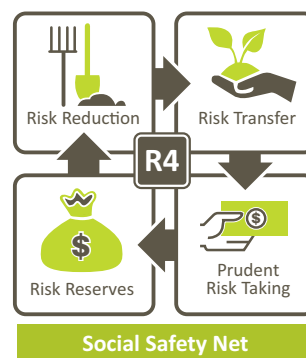 Risk Reduction
Risk Transfer
R4
$
$
Risk Reserves
Prudent
Risk Taking
Social Safety Net